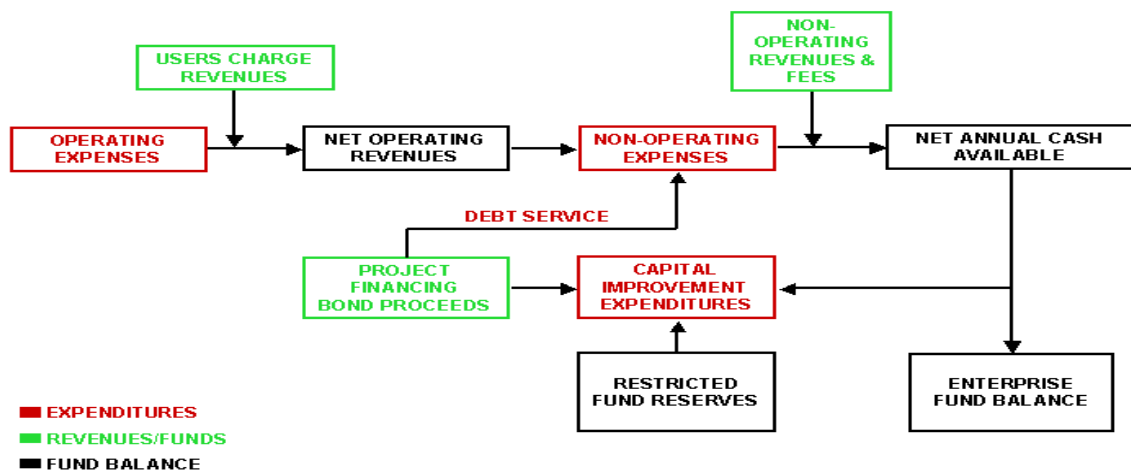 USERS CHARGE
REVENUES
NON-
OPERATING
REVENUES &
FEES
OPERATING
EXPENSES
NET OPERATING
REVENUES
NON-OPERATING
EXPENSES
NET ANNUAL CASH
AVAILABLE
DEBT SERVICE
PROJECT
FINANCING
BOND PROCEEDS
CAPITAL
IMPROVEMENT
EXPENDITURES
RESTRICTED
FUND RESERVES
ENTERPRISE
FUND BALANCE
EXPENDITURES
REVENUES/FUNDS
FUND BALANCE